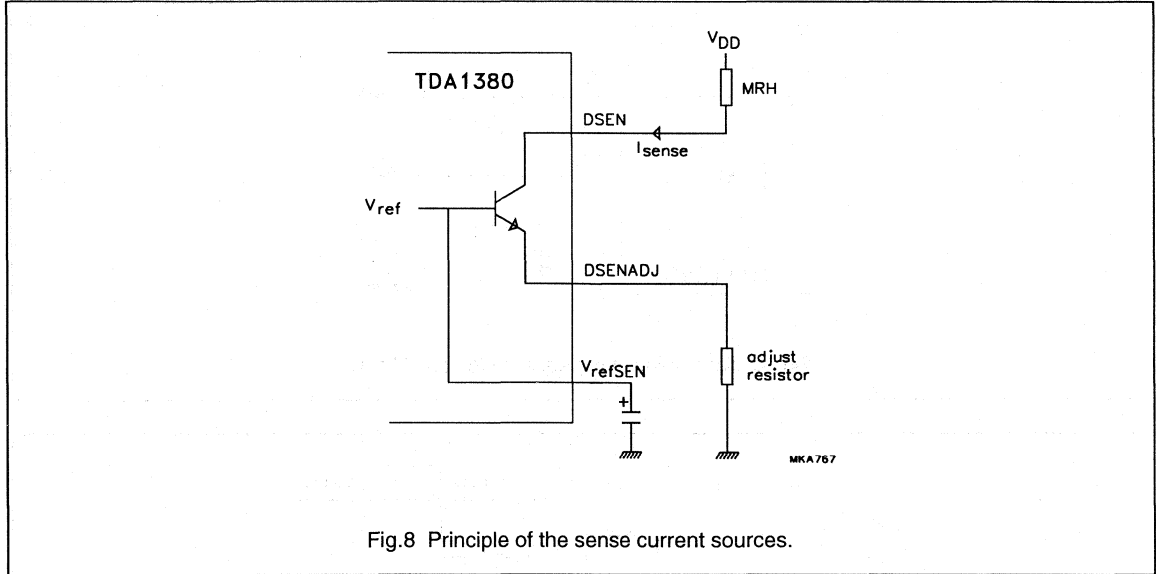 VDD
TDA1380
MRH
DSEN
Isense
Vref
DSENADJ
VrefSEN
adjust
resistor
+
MKA767
Fig.8 Principle of the sense current sources.